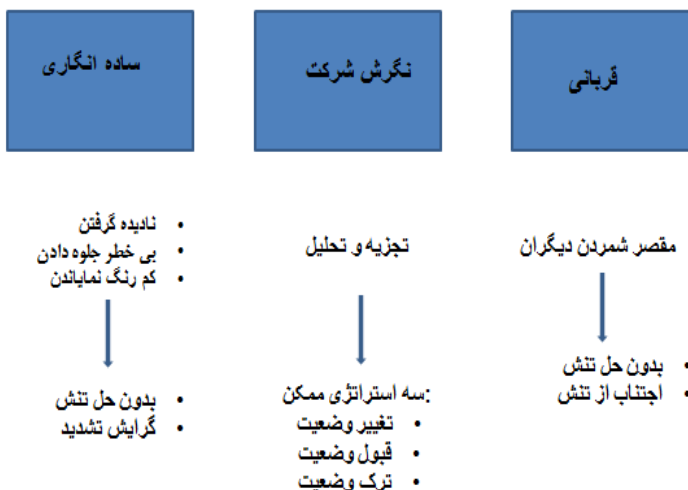 قربانی
مقصر شمردن دیگران
• بدون حل تنش
• اجتناب از تنش
نگرش شرکت
تجزیه و تحلیل
سه استراتژی ممکن:
• تغییر وضعیت
• قبول وضعیت
• ترک وضعیت
ساده انگاری
• نادیده گرفتن
• بی خطر جلوه دادن
• کم رنگ نمایاندن
• بدون حل تنش
• گرایش تشدید